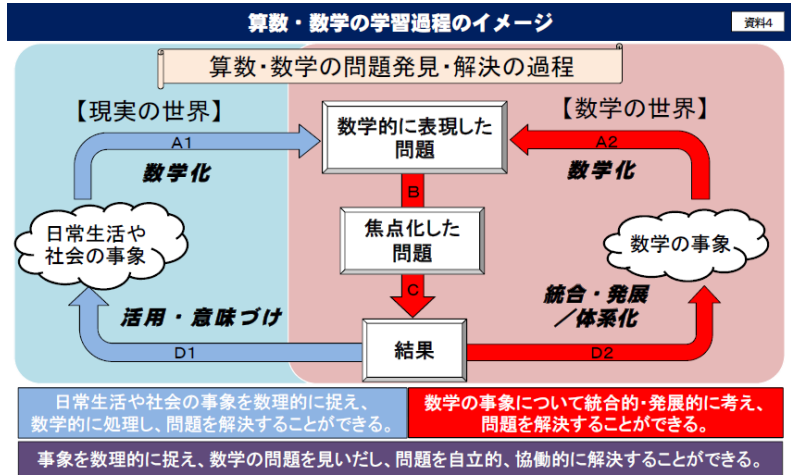 算数・数学の学習過程のイメージ
資料4
算数・数学の問題発見・解決の過程
【現実の世界】
【数学の世界】
A1
数学化
数学的に表現した
問題
A2
数学化
B
日常生活や
社会の事象
焦点化した
問題
数学の事象
C
活用・意味づけ
統合・発展
／体系化
D1
結果
D2
日常生活や社会の事象を数理的に捉え、
数学的に処理し、問題を解決することができる。
数学の事象について統合的・発展的に考え、
問題を解決することができる。
事象を数理的に捉え、数学の問題を見いだし、問題を自立的、協働的に解決することができる。